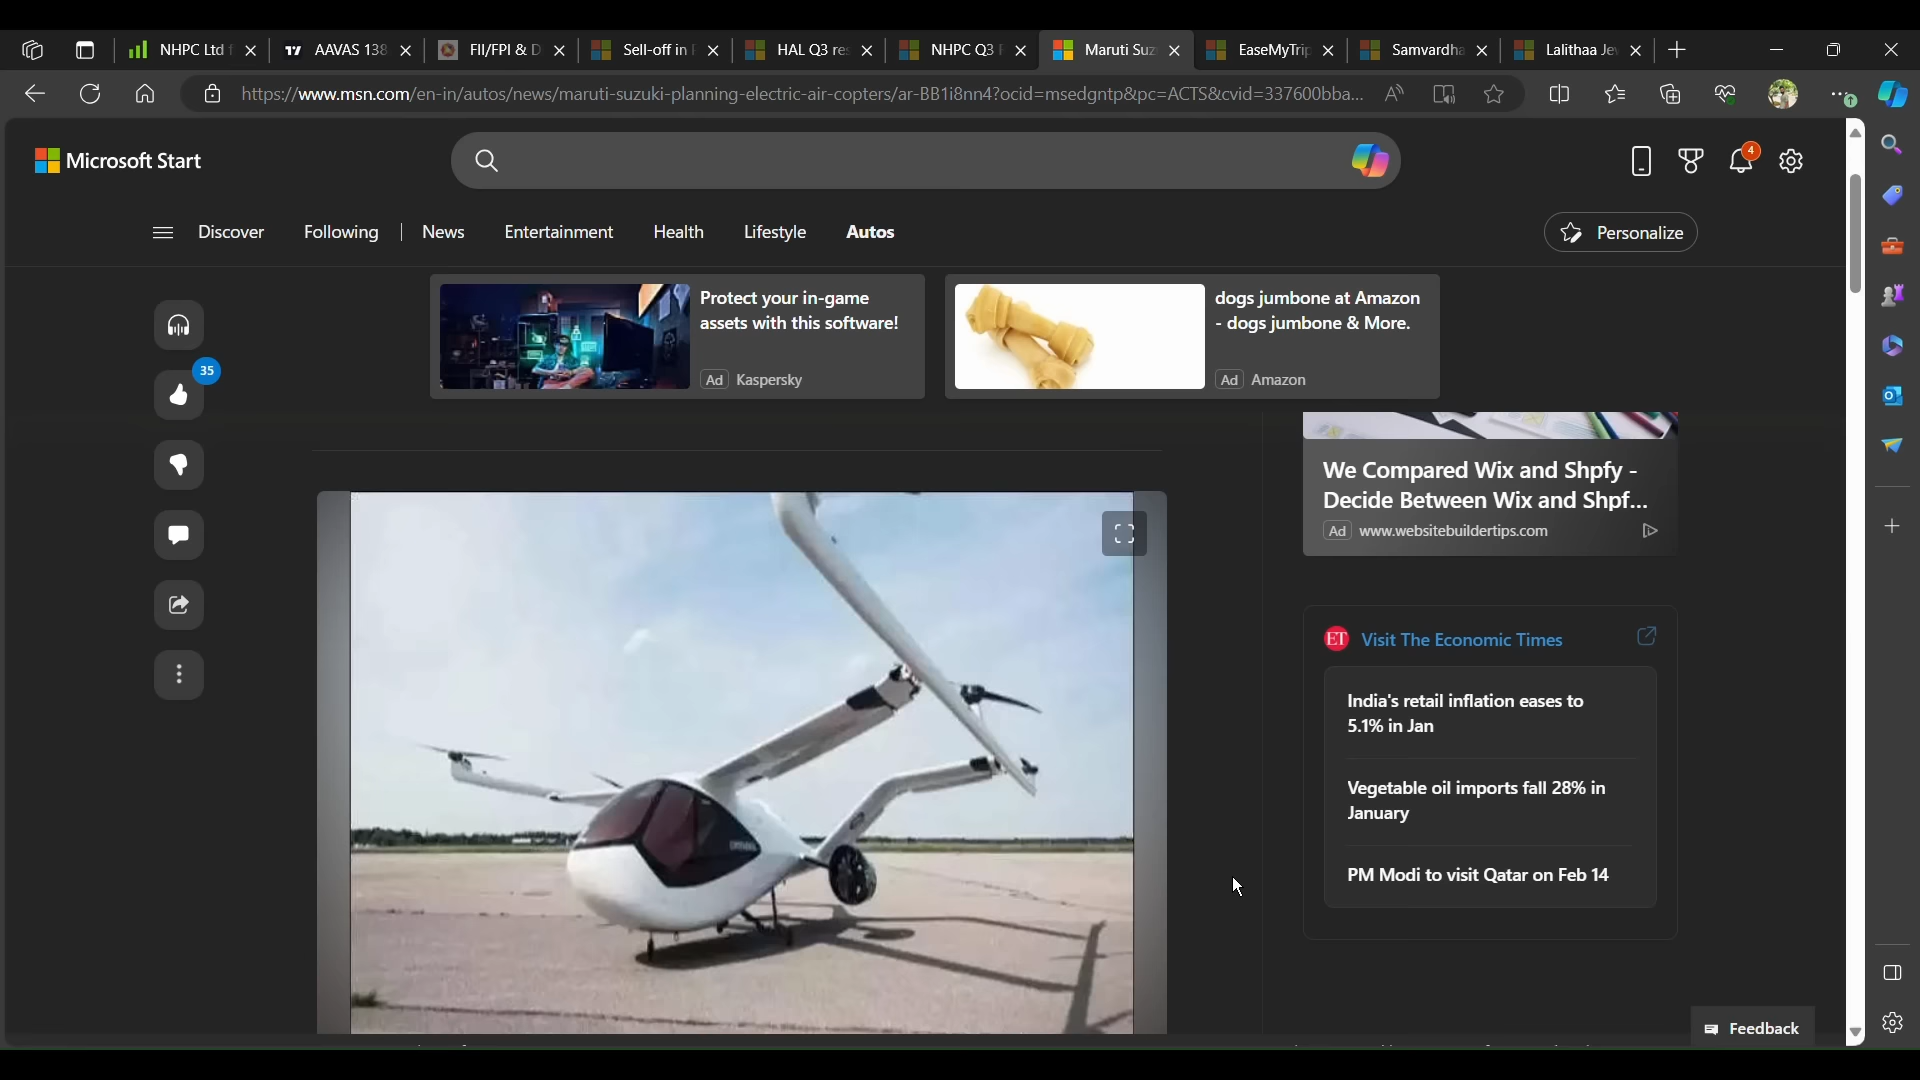 NHPC Ltd f
AAVAS 138
FII/FPI & D
Sell-off in F
HAL Q3 res
NHPC Q3 F
Maruti Suz
EaseMyTrip
Samvardha
Lalithaa Je
https://www.msn.com/en-in/autos/news/maruti-suzuki-planning-electric-air-copters/ar-BB1i8nn4?ocid=msedgntp&pc=ACTS&cvid=337600bba...
Microsoft Start
4
Discover
Following
News
Entertainment
Health
Lifestyle
Autos
Personalize
Protect your in-game
assets with this software!
Ad Kaspersky
dogs jumbone at Amazon
- dogs jumbone & More.
Ad Amazon
35
We Compared Wix and Shpfy -
Decide Between Wix and Shpf...
Ad www.websitebuildertips.com
ET Visit The Economic Times
India's retail inflation eases to
5.1% in Jan
Vegetable oil imports fall 28% in
January
PM Modi to visit Qatar on Feb 14
Feedback